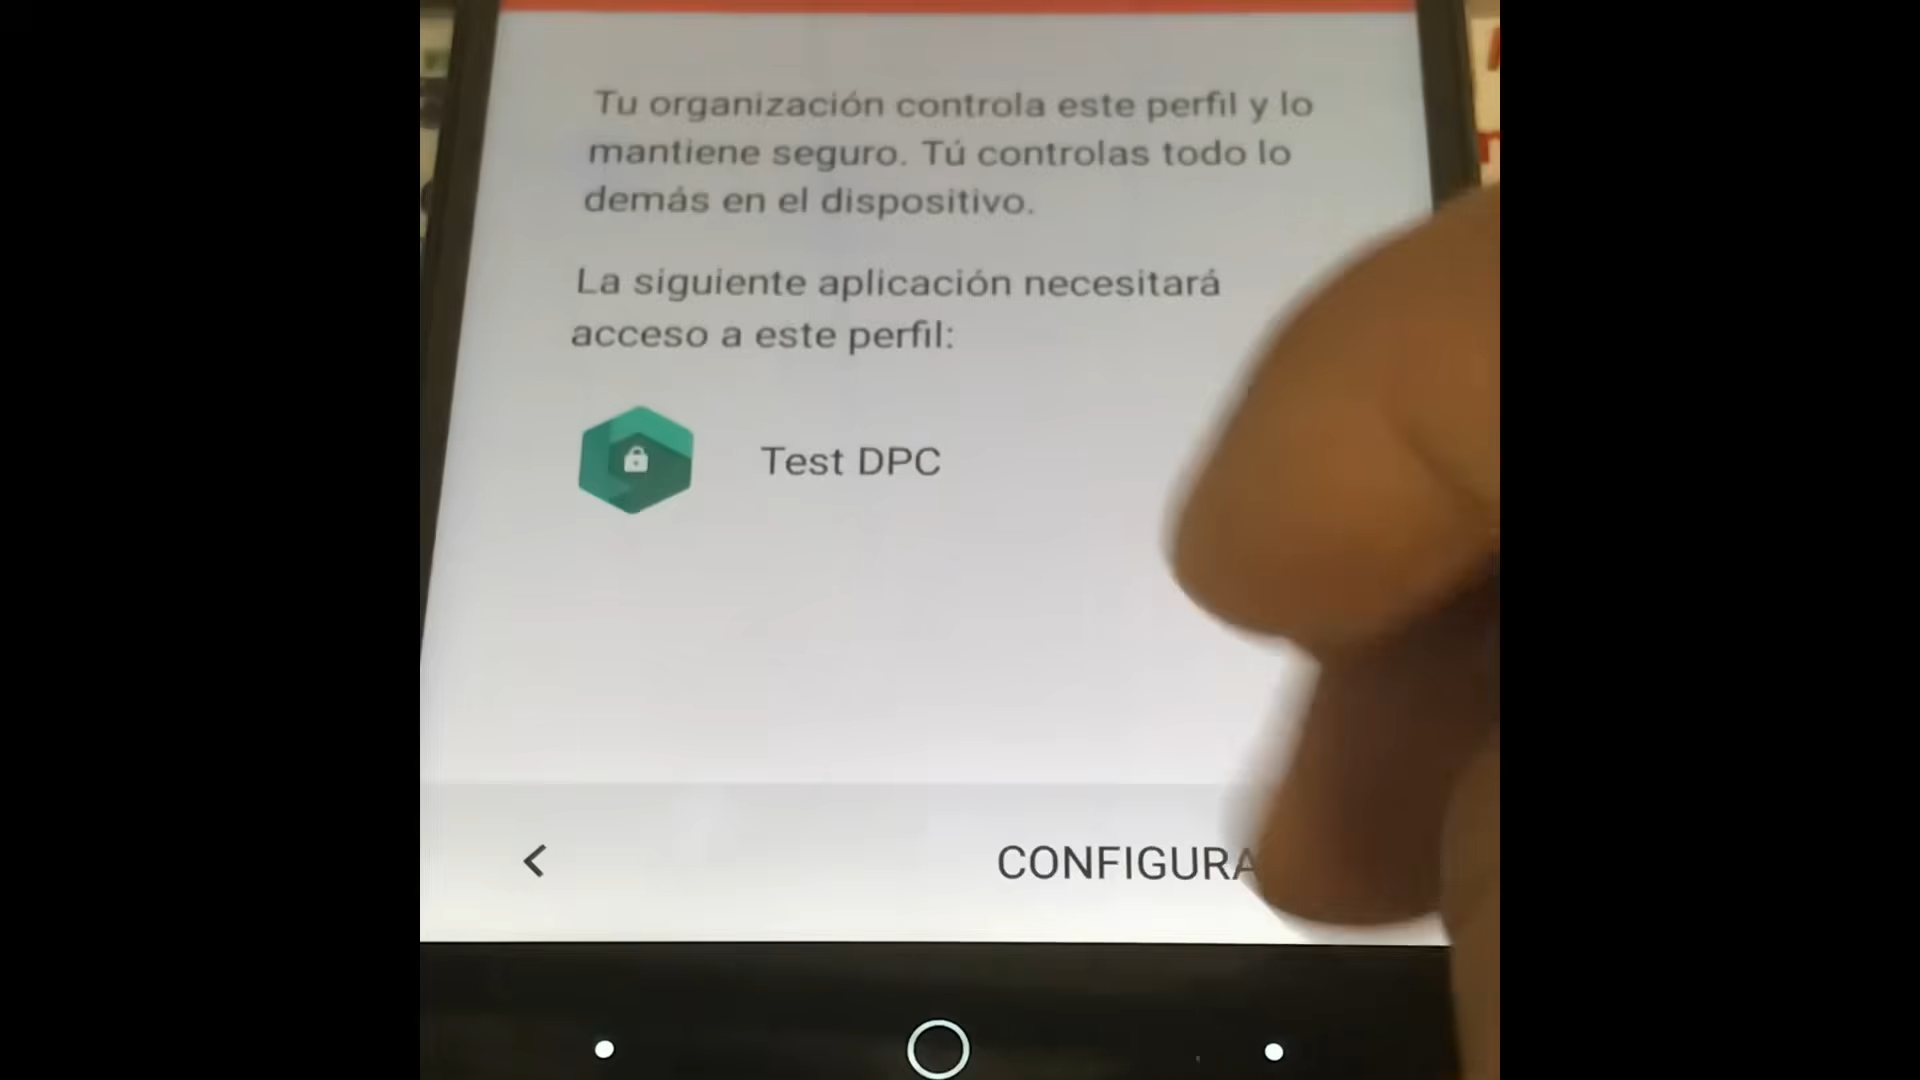 Tu organización controla este perfil y lo
mantiene seguro. Tú controlas todo lo
demás en el dispositivo.
La siguiente aplicación necesitará
acceso a este perfil:
Test DPC
CONFIGURA